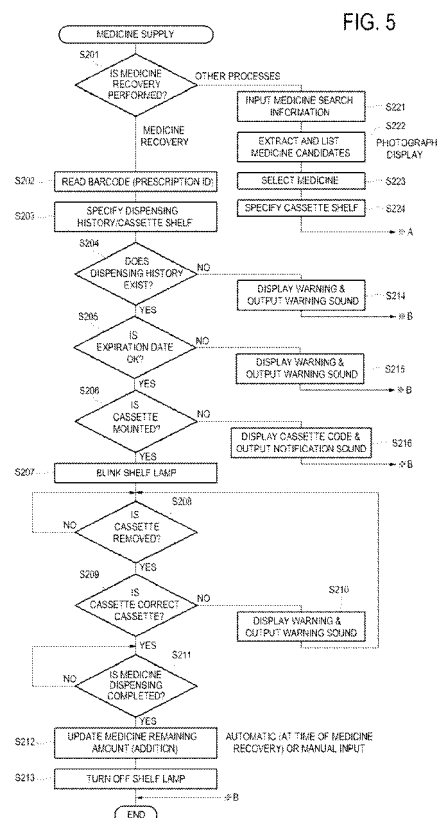 FIG. 5
MEDICINE SUPPLY
S201
IS MEDICINE
RECOVERY
PERFORMED?
OTHER PROCESSES
MEDICINE
RECOVERY
INPUT MEDICINE SEARCH
INFORMATION
S221
S222
EXTRACT AND LIST
MEDICINE CANDIDATES
PHOTOGRAPH
DISPLAY
SELECT MEDICINE
S223
SPECIFY CASSETTE SHELF
S224
※A
S202
READ BARCODE (PRESCRIPTION ID)
S203
SPECIFY DISPENSING
HISTORY/CASSETTE SHELF
S204
DOES
DISPENSING HISTORY
EXIST?
NO
DISPLAY WARNING &
OUTPUT WARNING SOUND
S214
※B
YES
S205
IS
EXPIRATION DATE
OK?
NO
DISPLAY WARNING &
OUTPUT WARNING SOUND
S215
※B
YES
S206
IS
CASSETTE
MOUNTED?
NO
DISPLAY CASSETTE CODE &
OUTPUT NOTIFICATION SOUND
S216
※B
YES
S207
BLINK SHELF LAMP
S208
IS
CASSETTE
REMOVED?
NO
YES
S209
IS
CASSETTE CORRECT
CASSETTE?
NO
S210
DISPLAY WARNING &
OUTPUT WARNING SOUND
YES
S211
IS MEDICINE
DISPENSING
COMPLETED?
NO
YES
S212
UPDATE MEDICINE REMAINING
AMOUNT (ADDITION)
AUTOMATIC (AT TIME OF MEDICINE
RECOVERY) OR MANUAL INPUT
S213
TURN OFF SHELF LAMP
※B
END